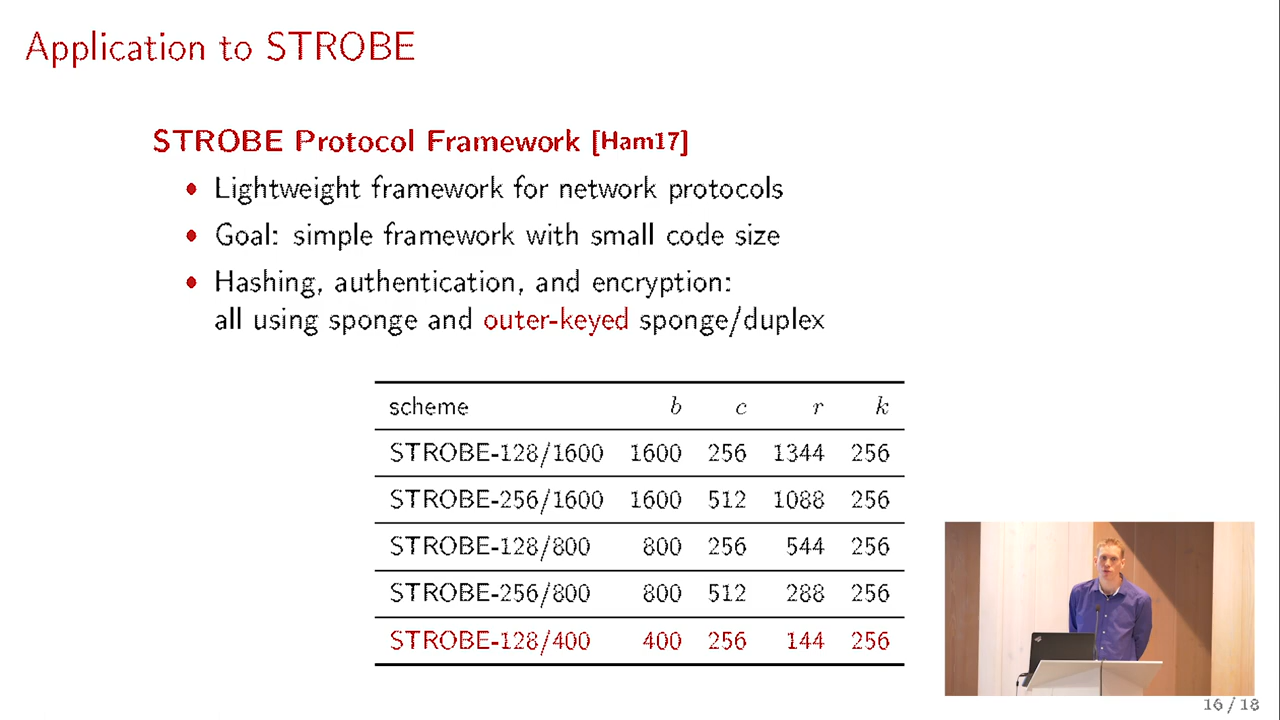 Application to STROBE
STROBE Protocol Framework [Ham17]
• Lightweight framework for network protocols
• Goal: simple framework with small code size
• Hashing, authentication, and encryption:
all using sponge and outer-keyed sponge/duplex
scheme b c r k
STROBE-128/1600 1600 256 1344 256
STROBE-256/1600 1600 512 1088 256
STROBE-128/800 800 256 544 256
STROBE-256/800 800 512 288 256
STROBE-128/400 400 256 144 256
16 / 18